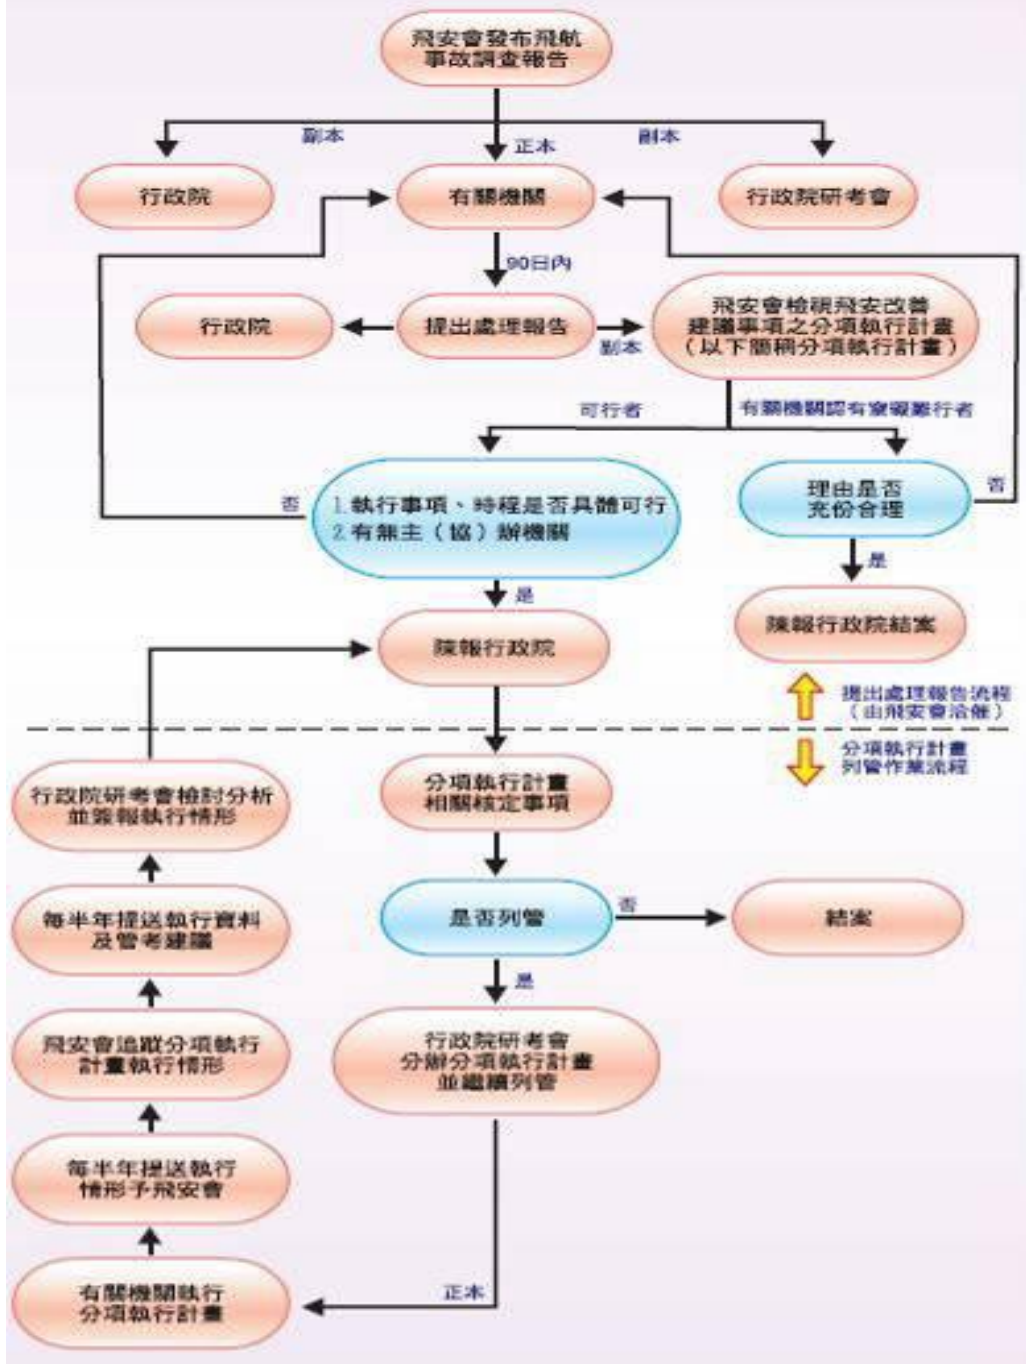 飛安會發布飛航
事故調查報告
副本
正本
副本
行政院
有關機關
行政院研考會
90日內
行政院
提出處理報告
副本
飛安會檢視飛安改善
建議事項之分項執行計畫
(以下簡稱分項執行計畫)
可行者
有關機關認有窒礙難行者
否
1.執行事項、時程是否具體可行
2.有無主(協)辦機關
理由是否
充份合理
否
是
是
陳報行政院
陳報行政院結案
提出處理報告流程
(由飛安會洽催)
分項執行計畫
列管作業流程
行政院研考會檢討分析
並簽報執行情形
分項執行計畫
相關核定事項
每半年提送執行資料
及管考建議
是否列管
否
結案
是
飛安會追蹤分項執行
計畫執行情形
行政院研考會
分辦分項執行計畫
並繼續列管
每半年提送執行
情形予飛安會
有關機關執行
分項執行計畫
正本